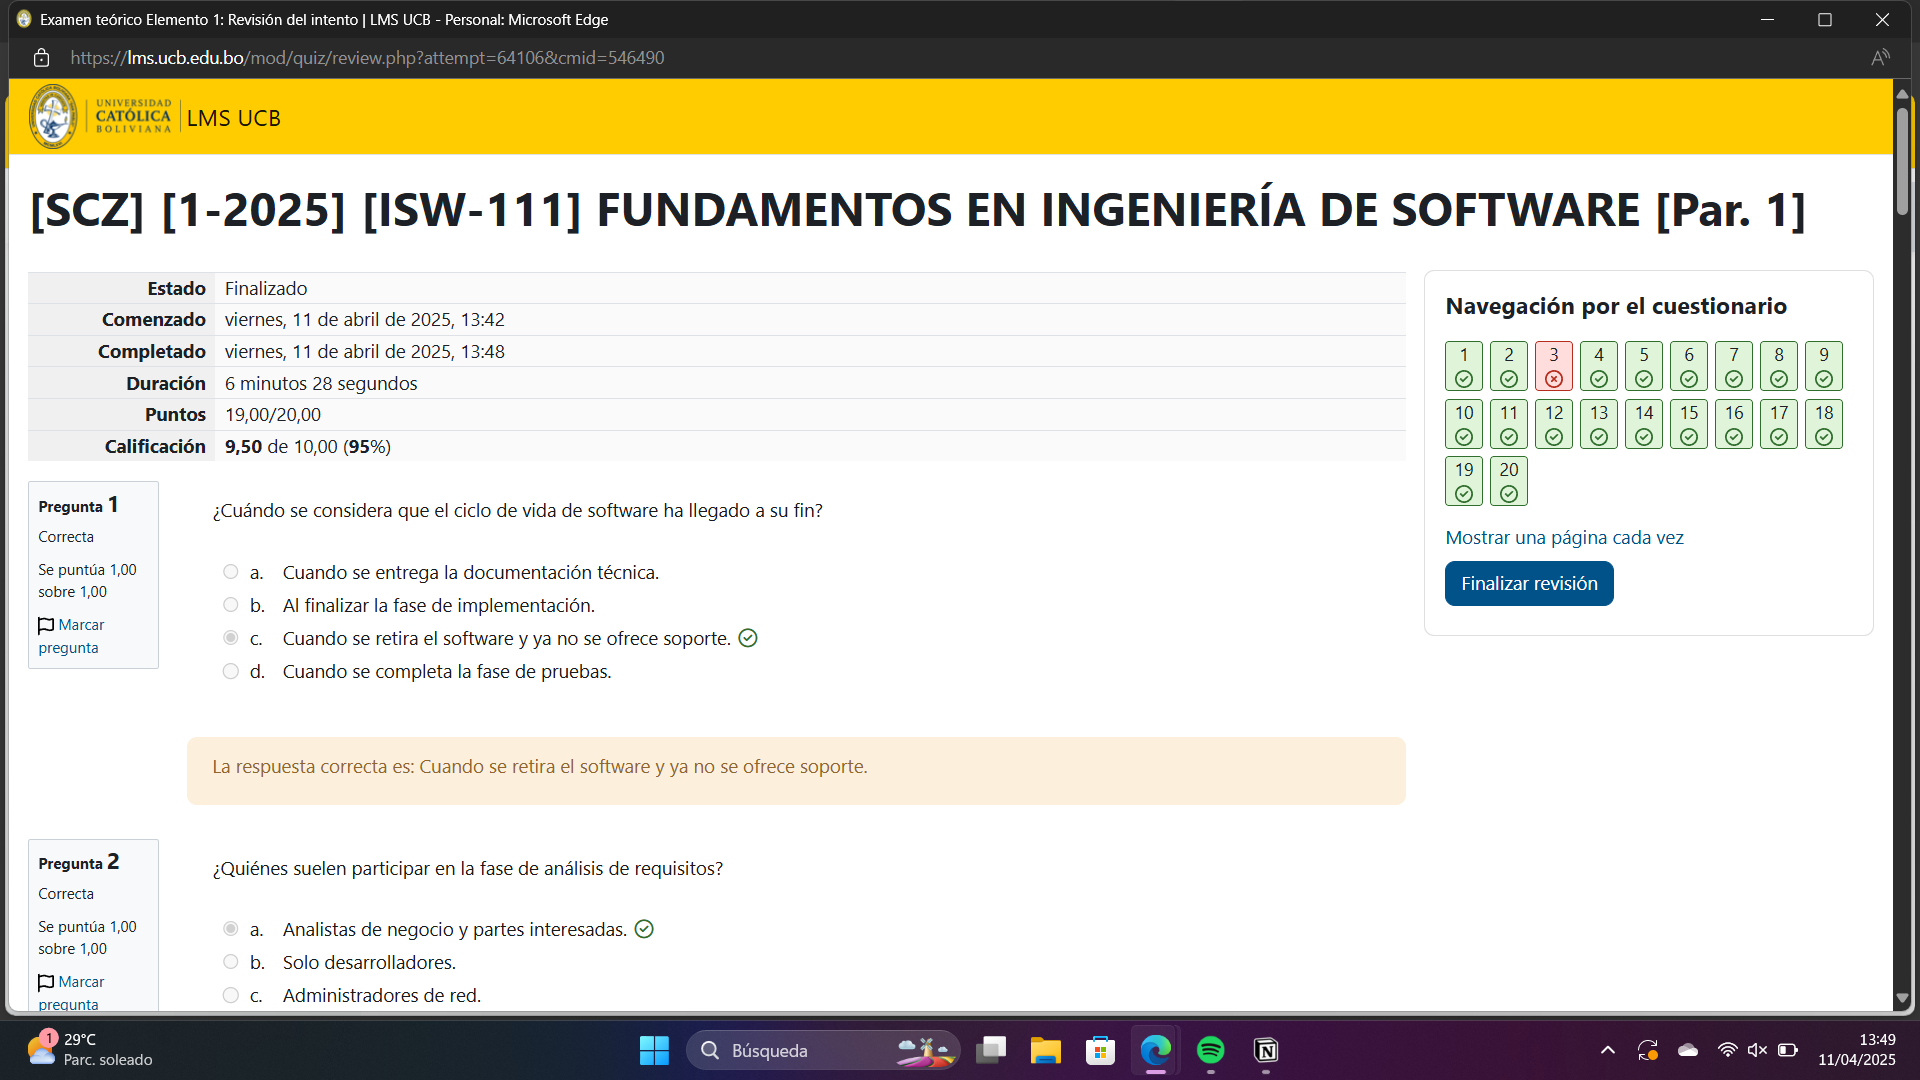 Examen teórico Elemento 1: Revisión del intento | LMS UCB - Personal: Microsoft Edge
https://lms.ucb.edu.bo/mod/quiz/review.php?attempt=64106&cmid=546490
UNIVERSIDAD
CATÓLICA
BOLIVIANA
LMS UCB
[SCZ] [1-2025] [ISW-111] FUNDAMENTOS EN INGENIERÍA DE SOFTWARE [Par. 1]
Estado Finalizado
Comenzado viernes, 11 de abril de 2025, 13:42
Completado viernes, 11 de abril de 2025, 13:48
Duración 6 minutos 28 segundos
Puntos 19,00/20,00
Calificación 9,50 de 10,00 (95%)
Navegación por el cuestionario
1 2 3 4 5 6 7 8 9
10 11 12 13 14 15 16 17 18
19 20
Mostrar una página cada vez
Finalizar revisión
Pregunta 1
Correcta
Se puntúa 1,00
sobre 1,00
Marcar
pregunta
¿Cuándo se considera que el ciclo de vida de software ha llegado a su fin?
a. Cuando se entrega la documentación técnica.
b. Al finalizar la fase de implementación.
c. Cuando se retira el software y ya no se ofrece soporte.
d. Cuando se completa la fase de pruebas.
La respuesta correcta es: Cuando se retira el software y ya no se ofrece soporte.
Pregunta 2
Correcta
Se puntúa 1,00
sobre 1,00
Marcar
pregunta
¿Quiénes suelen participar en la fase de análisis de requisitos?
a. Analistas de negocio y partes interesadas.
b. Solo desarrolladores.
c. Administradores de red.
1
29°C
Parc. soleado
Búsqueda
13:49
11/04/2025